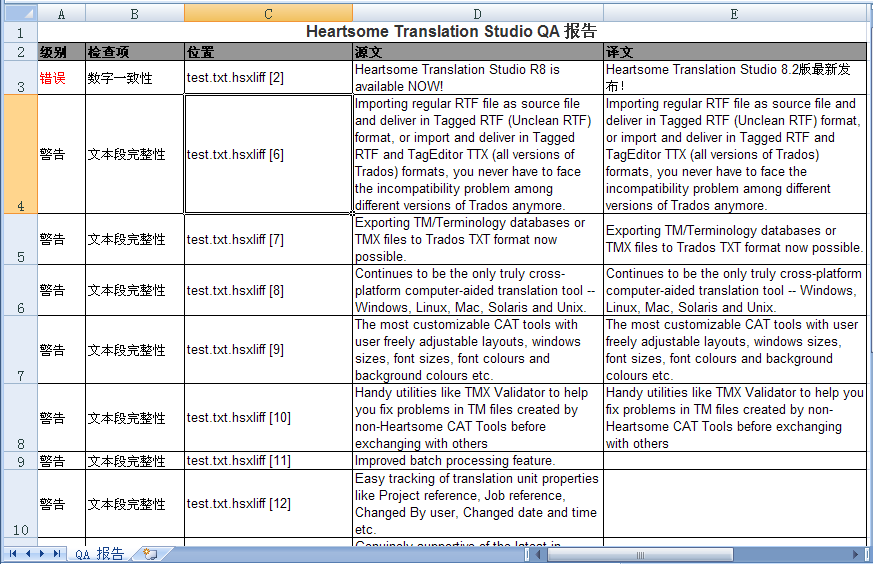 A B C D E
1 Heartsome Translation Studio QA 报告
2 级别 检查项 位置 源文 译文
3 错误 数字一致性 test.txt.hsxliff [2]
Heartsome Translation Studio R8 is
available NOW!
Heartsome Translation Studio 8.2版最新发
布！
4 警告 文本段完整性 test.txt.hsxliff [6]
Importing regular RTF file as source file
and deliver in Tagged RTF (Unclean RTF)
format, or import and deliver in Tagged
RTF and TagEditor TTX (all versions of
Trados) formats, you never have to face
the incompatibility problem among
different versions of Trados anymore.
Importing regular RTF file as source file and
deliver in Tagged RTF (Unclean RTF) format,
or import and deliver in Tagged RTF and
TagEditor TTX (all versions of Trados)
formats, you never have to face the
incompatibility problem among different
versions of Trados anymore.
5 警告 文本段完整性 test.txt.hsxliff [7]
Exporting TM/Terminology databases or
TMX files to Trados TXT format now
possible.
Exporting TM/Terminology databases or
TMX files to Trados TXT format now possible.
6 警告 文本段完整性 test.txt.hsxliff [8]
Continues to be the only truly cross-
platform computer-aided translation tool --
Windows, Linux, Mac, Solaris and Unix.
Continues to be the only truly cross-platform
computer-aided translation tool -- Windows,
Linux, Mac, Solaris and Unix.
7 警告 文本段完整性 test.txt.hsxliff [9]
The most customizable CAT tools with
user freely adjustable layouts, windows
sizes, font sizes, font colours and
background colours etc.
The most customizable CAT tools with user
freely adjustable layouts, windows sizes,
font sizes, font colours and background
colours etc.
8 警告 文本段完整性 test.txt.hsxliff [10]
Handy utilities like TMX Validator to help
you fix problems in TM files created by
non-Heartsome CAT Tools before
exchanging with others
Handy utilities like TMX Validator to help you
fix problems in TM files created by non-
Heartsome CAT Tools before exchanging
with others
9 警告 文本段完整性 test.txt.hsxliff [11] Improved batch processing feature.
10 警告 文本段完整性 test.txt.hsxliff [12]
Easy tracking of translation unit properties
like Project reference, Job reference,
Changed By user, Changed date and time
etc.
Genuinely supportive of the latest in
QA 报告